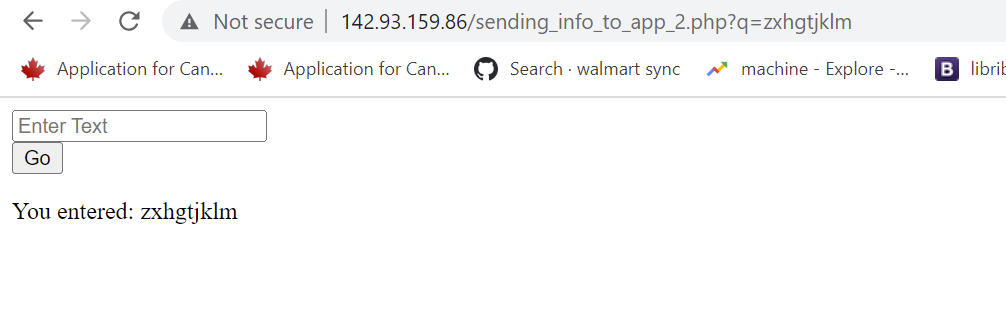 Not secure | 142.93.159.86/sending_info_to_app_2.php?q=zxhgtjklm
Application for Can... Application for Can... Search · walmart sync machine - Explore -... B librib
Enter Text
Go
You entered: zxhgtjklm